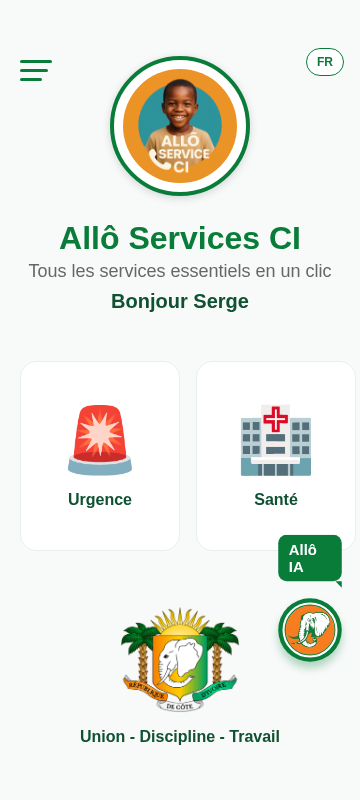 FR
ALLÔ
SERVICE
CI
Allô Services CI
Tous les services essentiels en un clic
Bonjour Serge
Urgence
Santé
Allô
IA
REPUBLIQUE
D'IVOIRE
DE CÔTE
Union - Discipline - Travail